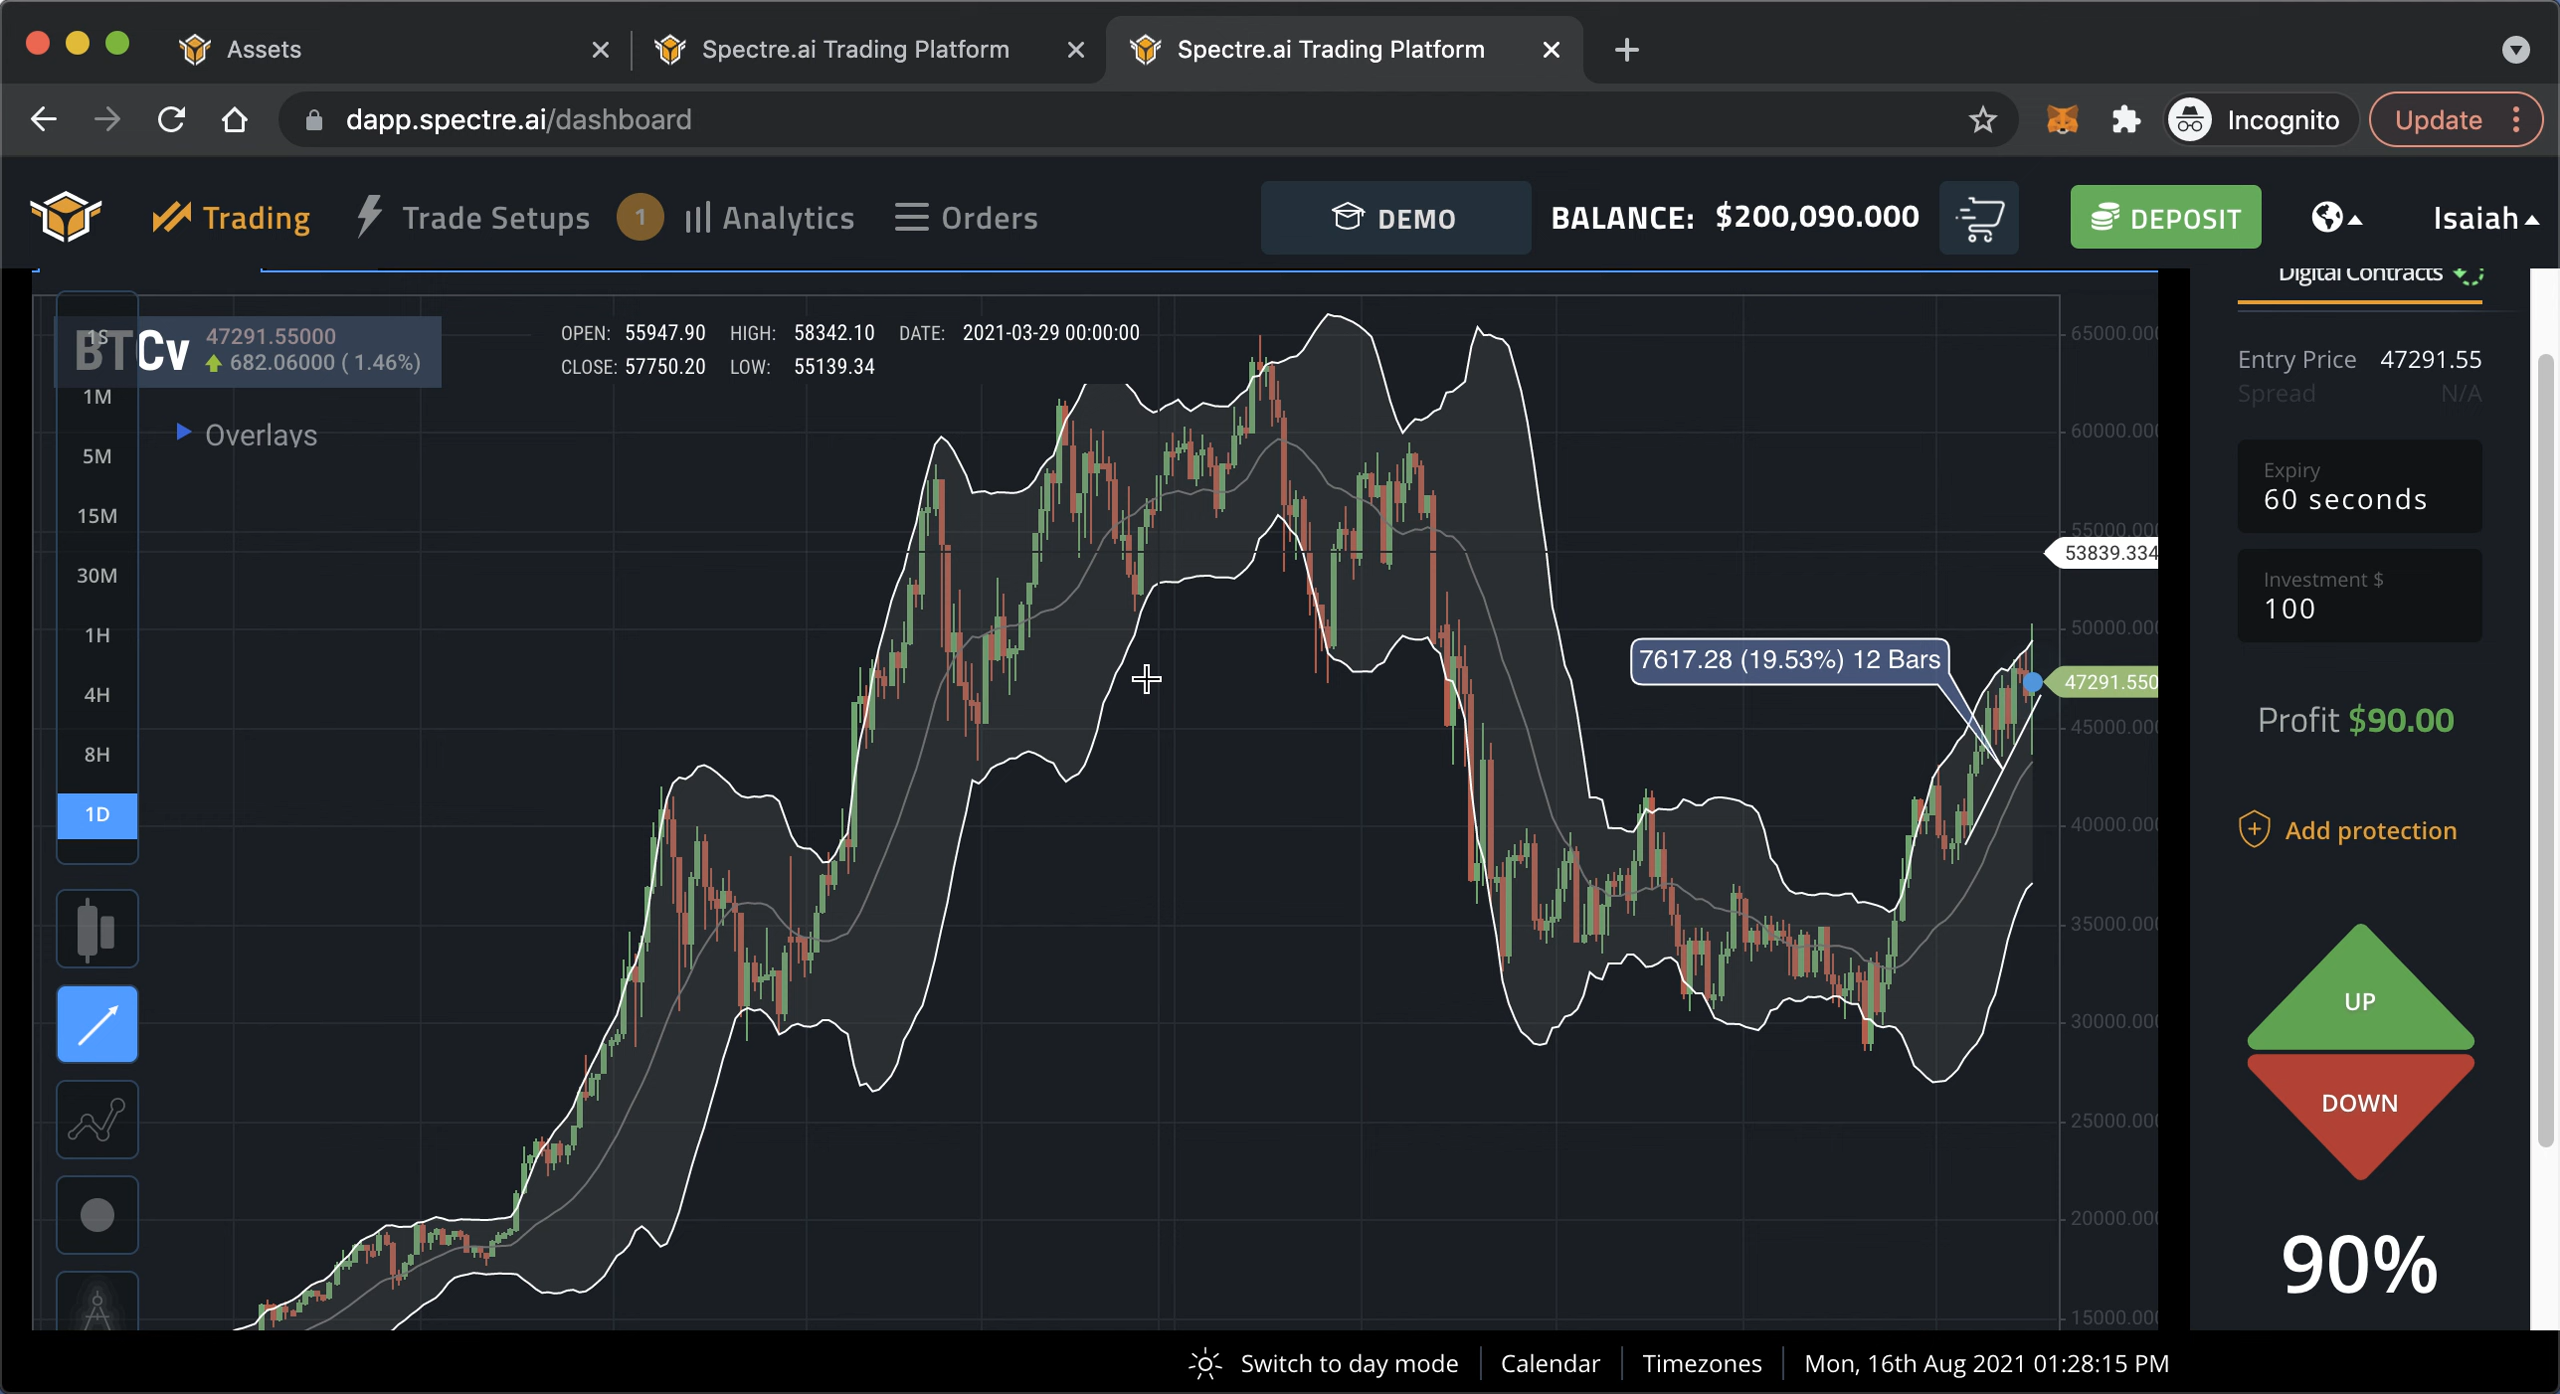 Assets
Spectre.ai Trading Platform
Spectre.ai Trading Platform
dapp.spectre.ai/dashboard
Incognito
Update
Trading
Trade Setups
1
Analytics
Orders
DEMO
BALANCE: $200,090.000
DEPOSIT
Isaiah
Digital Contracts
BTCv
47291.55000
682.06000 ( 1.46%)
OPEN: 55947.90 HIGH: 58342.10 DATE: 2021-03-29 00:00:00
CLOSE: 57750.20 LOW: 55139.34
Overlays
1S
1M
5M
15M
30M
1H
4H
8H
1D
65000.000
60000.000
55000.000
53839.334
50000.000
47291.550
45000.000
40000.000
35000.000
30000.000
25000.000
20000.000
15000.000
7617.28 (19.53%) 12 Bars
Entry Price 47291.55
Spread N/A
Expiry
60 seconds
Investment $
100
Profit $90.00
Add protection
UP
DOWN
90%
Switch to day mode
Calendar
Timezones
Mon, 16th Aug 2021 01:28:15 PM